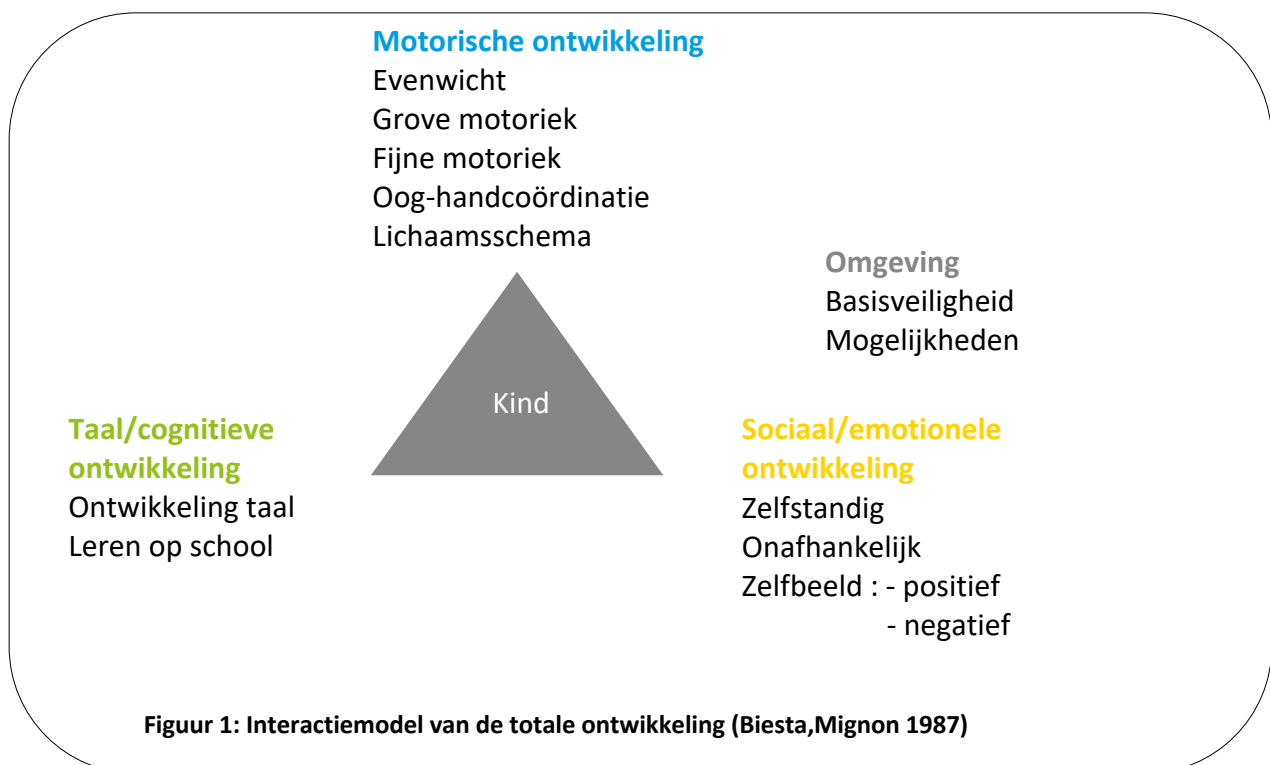 Motorische ontwikkeling
Evenwicht
Grove motoriek
Fijne motoriek
Oog-handcoördinatie
Lichaamsschema
Omgeving
Basisveiligheid
Mogelijkheden
Kind
Taal/cognitieve
ontwikkeling
Ontwikkeling taal
Leren op school
Sociaal/emotionele
ontwikkeling
Zelfstandig
Onafhankelijk
Zelfbeeld : - positief
- negatief
Figuur 1: Interactiemodel van de totale ontwikkeling (Biesta,Mignon 1987)